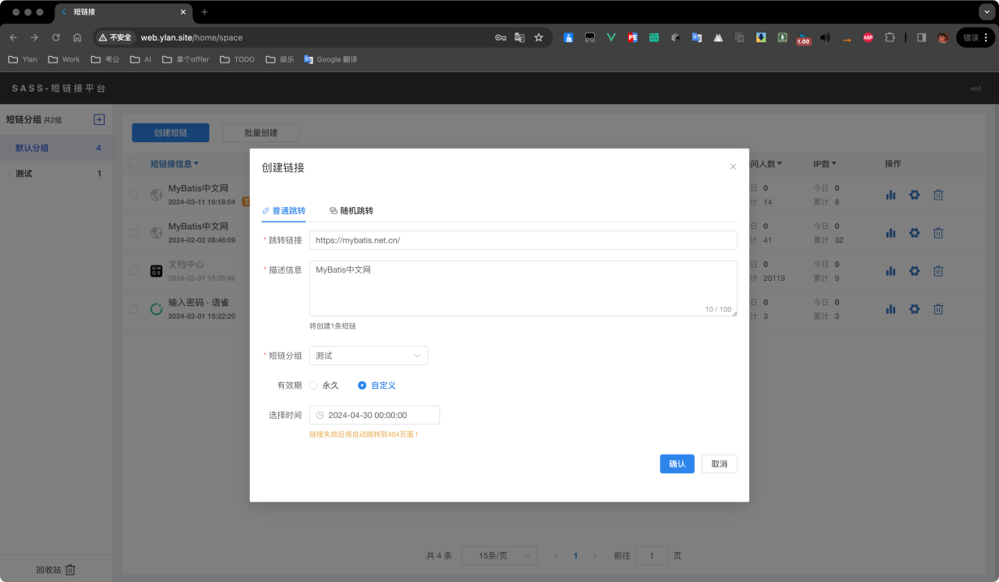 短链接
不安全 web.ylan.site/home/space
1.00
ABP
错误
Ylan Work 考公 AI 拿个offfer TODO 娱乐 Google 翻译
SASS-短链接平台
wyl
短链分组 共2组
默认分组 4
测试 1
回收站
创建短链 批量创建
短链接信息
问人数 IP数 操作
MyBatis中文网
2024-03-11 16:18:04
日 0 今日 0
计 14 累计 8
MyBatis中文网
2024-02-02 08:46:09
日 0 今日 0
计 41 累计 32
文档中心
2024-02-01 15:35:46
日 0 今日 0
计 20119 累计 9
输入密码 · 语雀
2024-02-01 15:22:20
日 0 今日 0
计 3 累计 3
创建链接
普通跳转 随机跳转
* 跳转链接 https://mybatis.net.cn/
* 描述信息 MyBatis中文网
10 / 100
将创建1条短链
* 短链分组 测试
有效期 永久 自定义
选择时间 2024-04-30 00:00:00
链接失效后将自动跳转到404页面！
确认 取消
共 4 条 15条/页 1 前往 1 页